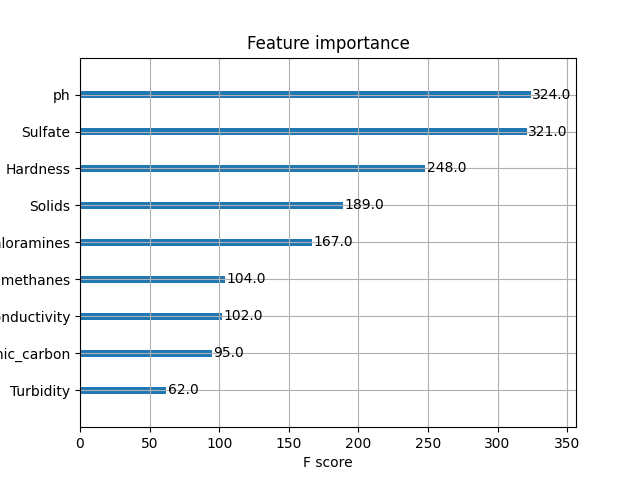 Feature importance
ph 324.0
Sulfate 321.0
Hardness 248.0
Solids 189.0
loramines 167.0
methanes 104.0
nductivity 102.0
nic_carbon 95.0
Turbidity 62.0
0 50 100 150 200 250 300 350
F score